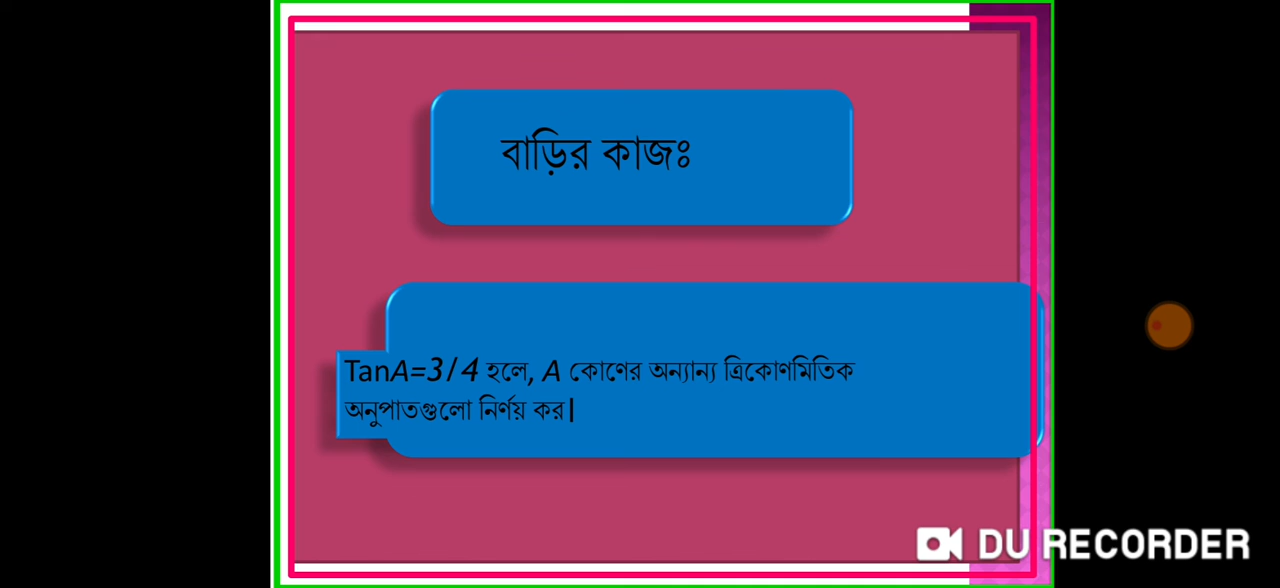 বাড়ির কাজঃ
TanA=3/4 হলে, A কোণের অন্যান্য ত্রিকোণমিতিক
অনুপাতগুলো নির্ণয় কর।
DU RECORDER